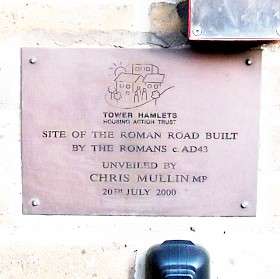 TOWER HAMLETS
HOUSING ACTION TRUST
SITE OF THE ROMAN ROAD BUILT
BY THE ROMANS c. AD43
UNVEILED BY
CHRIS MULLIN MP
20TH JULY 2000